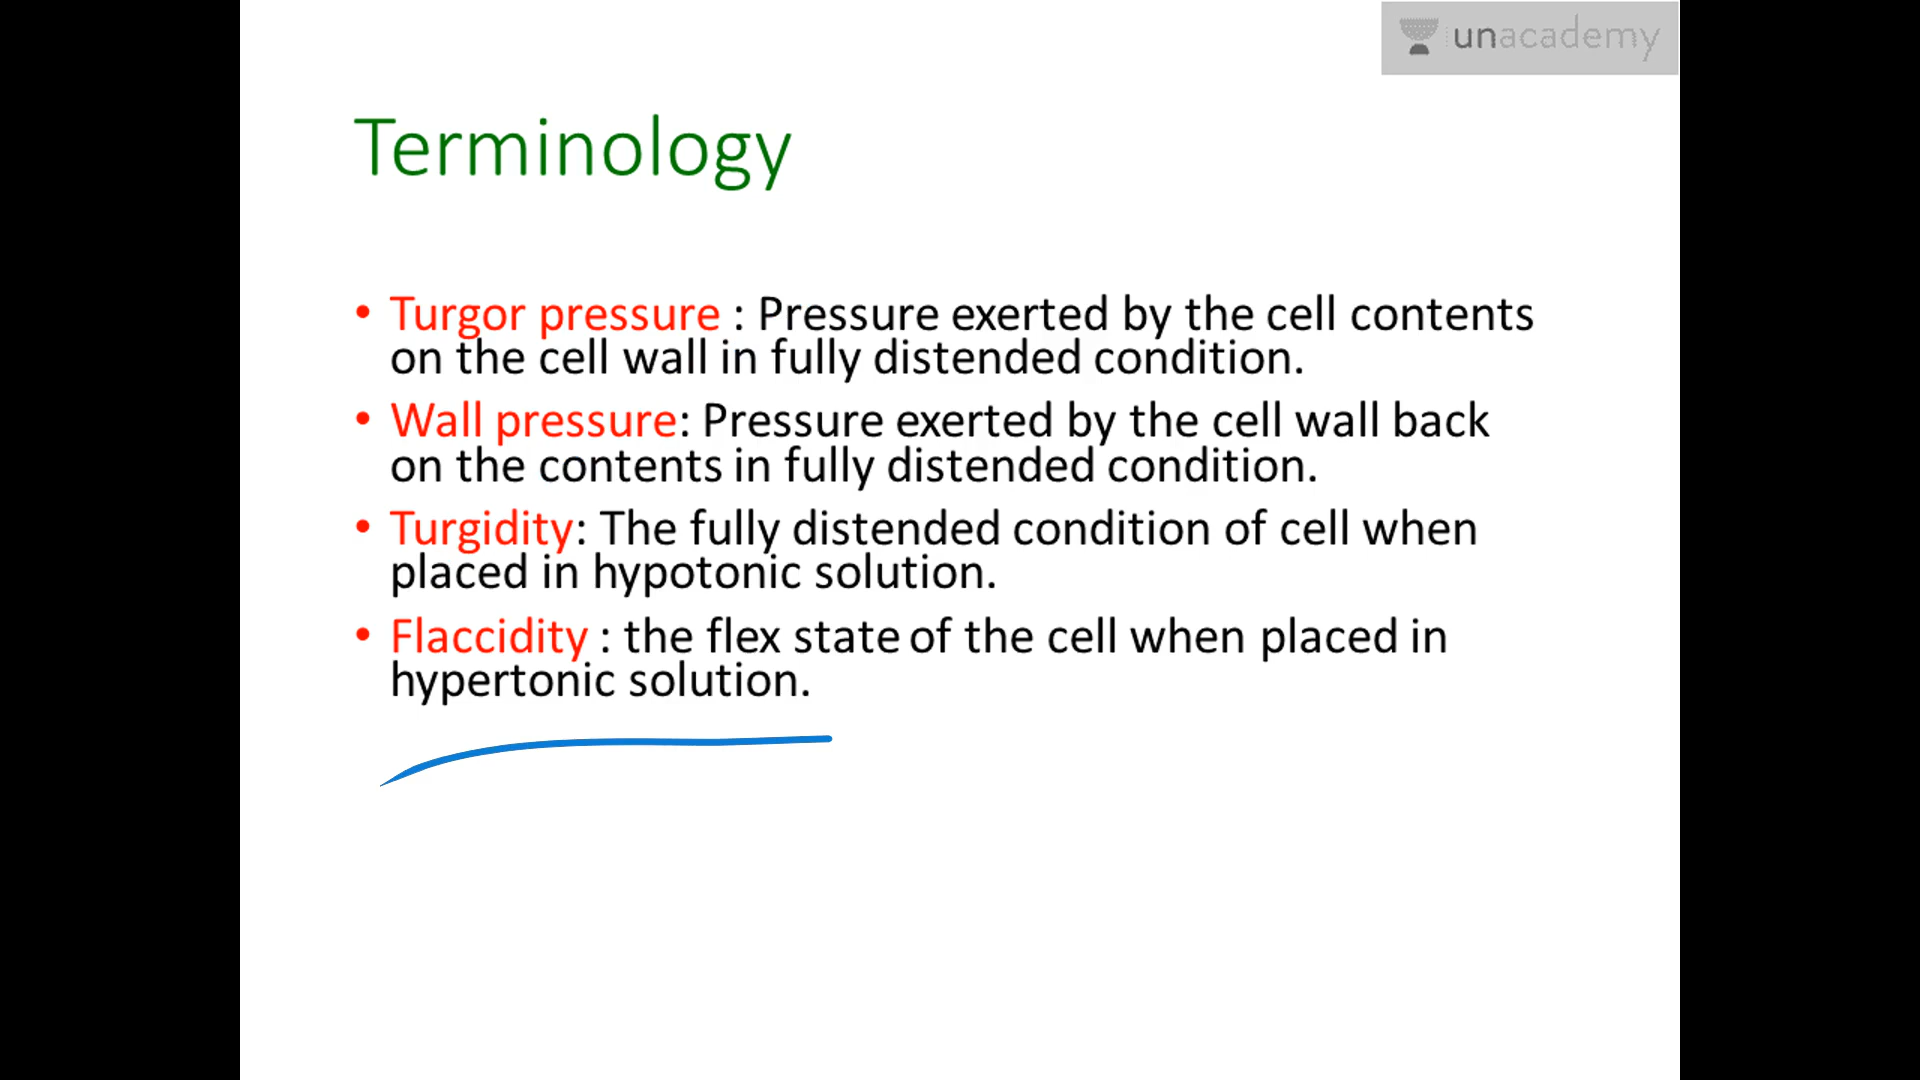 unacademy
Terminology
• Turgor pressure : Pressure exerted by the cell contents
on the cell wall in fully distended condition.
• Wall pressure: Pressure exerted by the cell wall back
on the contents in fully distended condition.
• Turgidity: The fully distended condition of cell when
placed in hypotonic solution.
• Flaccidity : the flex state of the cell when placed in
hypertonic solution.